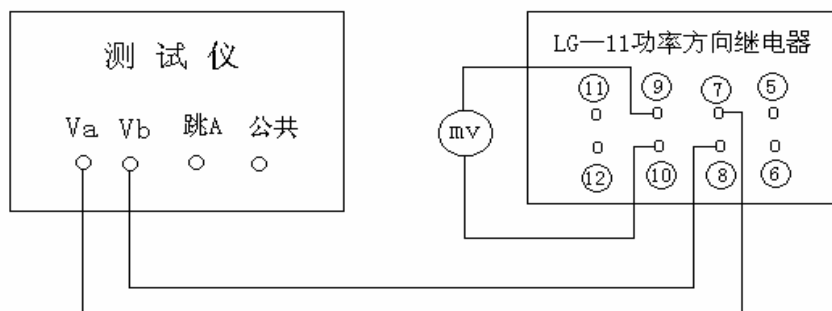 测 试 仪
Va Vb 跳A 公共
LG—11功率方向继电器
⑪ ⑨ ⑦ ⑤
mv
⑫ ⑩ ⑧ ⑥